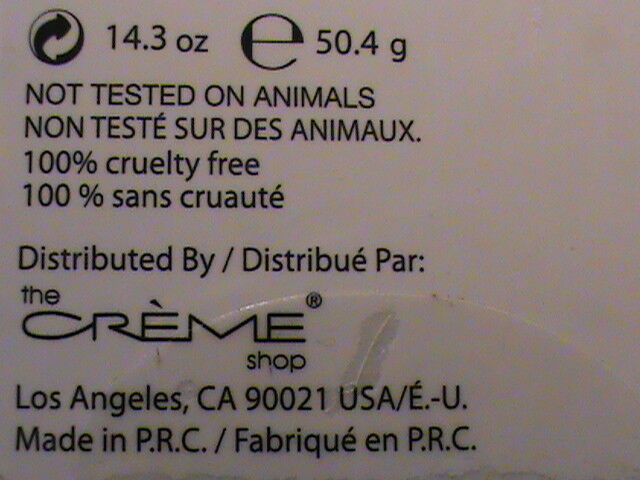 14.3 oz ℮ 50.4 g
NOT TESTED ON ANIMALS
NON TESTÉ SUR DES ANIMAUX.
100% cruelty free
100 % sans cruauté
Distributed By / Distribué Par:
the
CRÈME®
shop
Los Angeles, CA 90021 USA/É.-U.
Made in P.R.C. / Fabriqué en P.R.C.